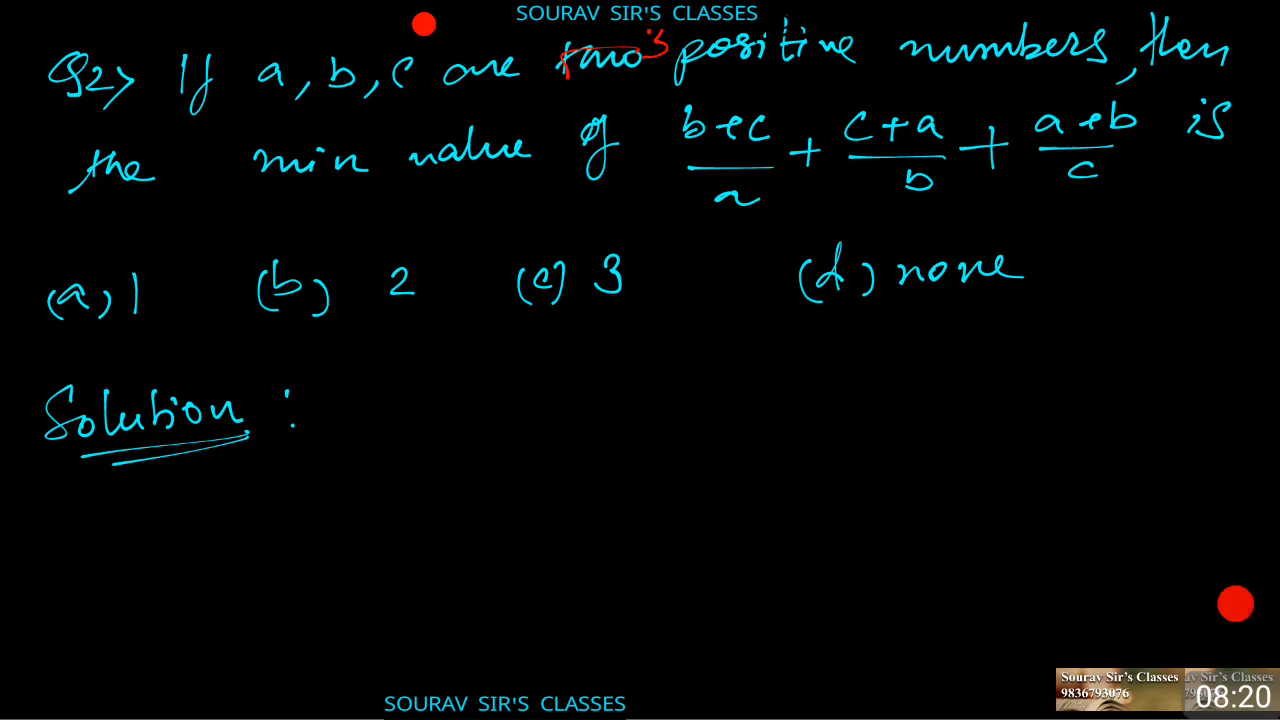 SOURAV SIR'S CLASSES
Q2> If a, b, c are two 3 positive numbers, then
the min value of b+c/a + c+a/b + a+b/c is
(a) 1 (b) 2 (c) 3 (d) none
Solution :
Sourav Sir's Classes
9836793076
08:20
SOURAV SIR'S CLASSES